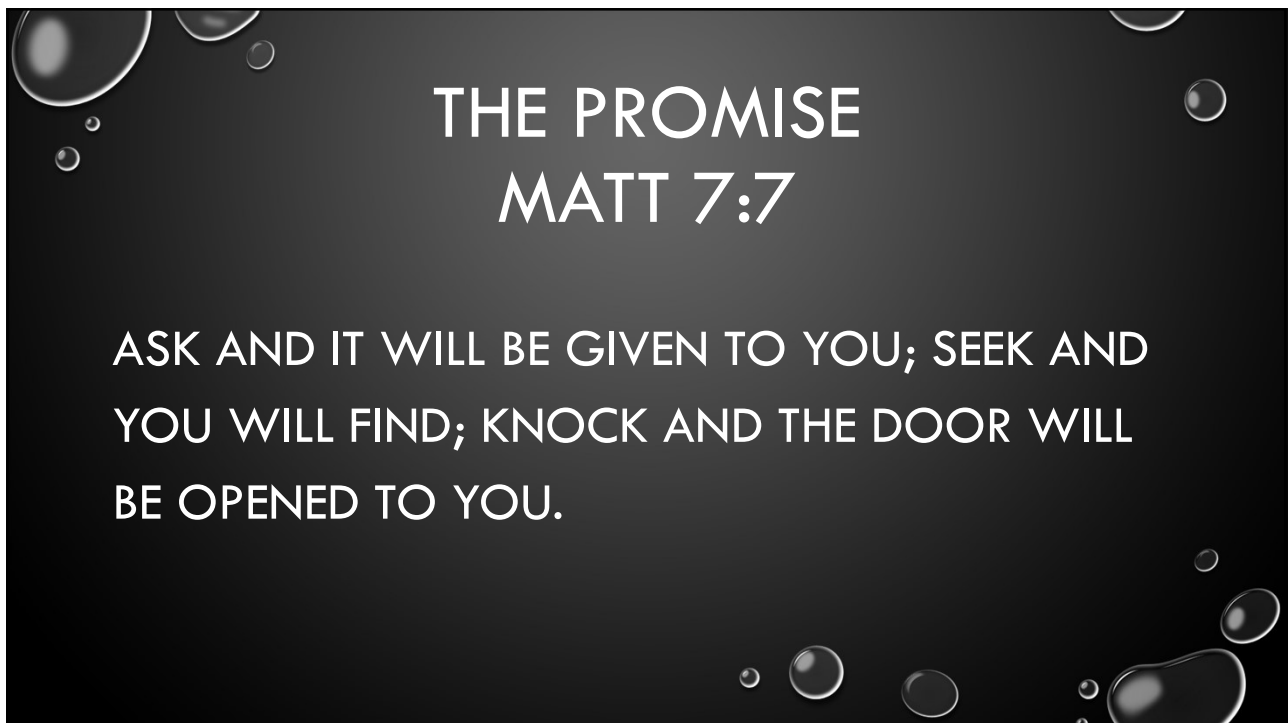 THE PROMISE
MATT 7:7
ASK AND IT WILL BE GIVEN TO YOU; SEEK AND
YOU WILL FIND; KNOCK AND THE DOOR WILL
BE OPENED TO YOU.